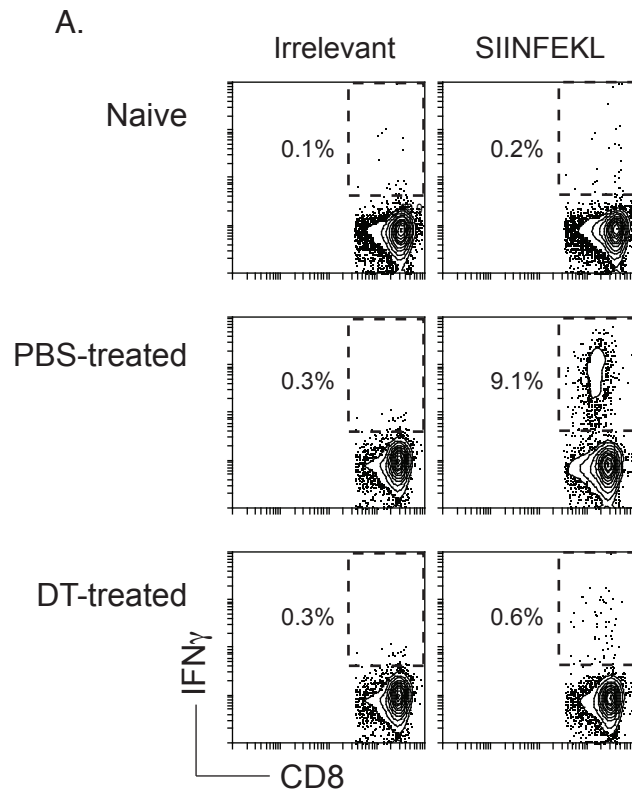 A.
Irrelevant SIINFEKL
Naive
0.1% 0.2%
PBS-treated
0.3% 9.1%
DT-treated
0.3% 0.6%
IFNγ
CD8